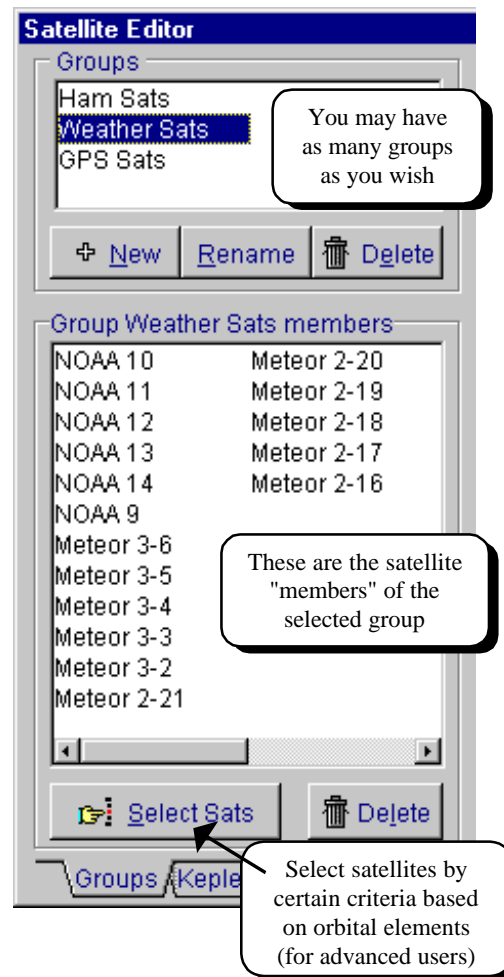 Satellite Editor
Groups
Ham Sats
Weather Sats
GPS Sats
You may have
as many groups
as you wish
New Rename Delete
Group Weather Sats members
NOAA 10 Meteor 2-20
NOAA 11 Meteor 2-19
NOAA 12 Meteor 2-18
NOAA 13 Meteor 2-17
NOAA 14 Meteor 2-16
NOAA 9
Meteor 3-6
Meteor 3-5
Meteor 3-4
Meteor 3-3
Meteor 3-2
Meteor 2-21
These are the satellite
"members" of the
selected group
Select Sats Delete
Groups Keple
Select satellites by
certain criteria based
on orbital elements
(for advanced users)